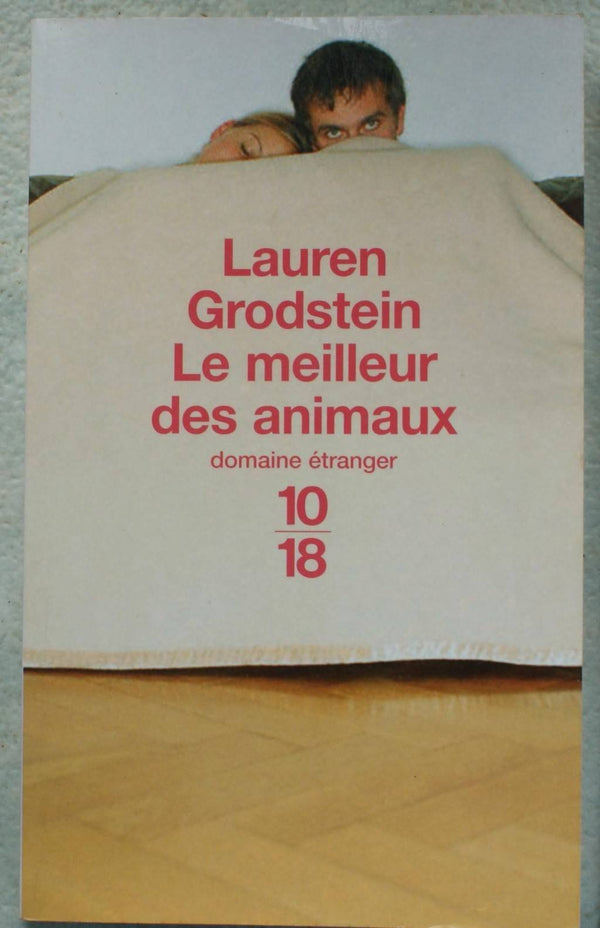 Lauren
Grodstein
Le meilleur
des animaux
domaine étranger
10
18